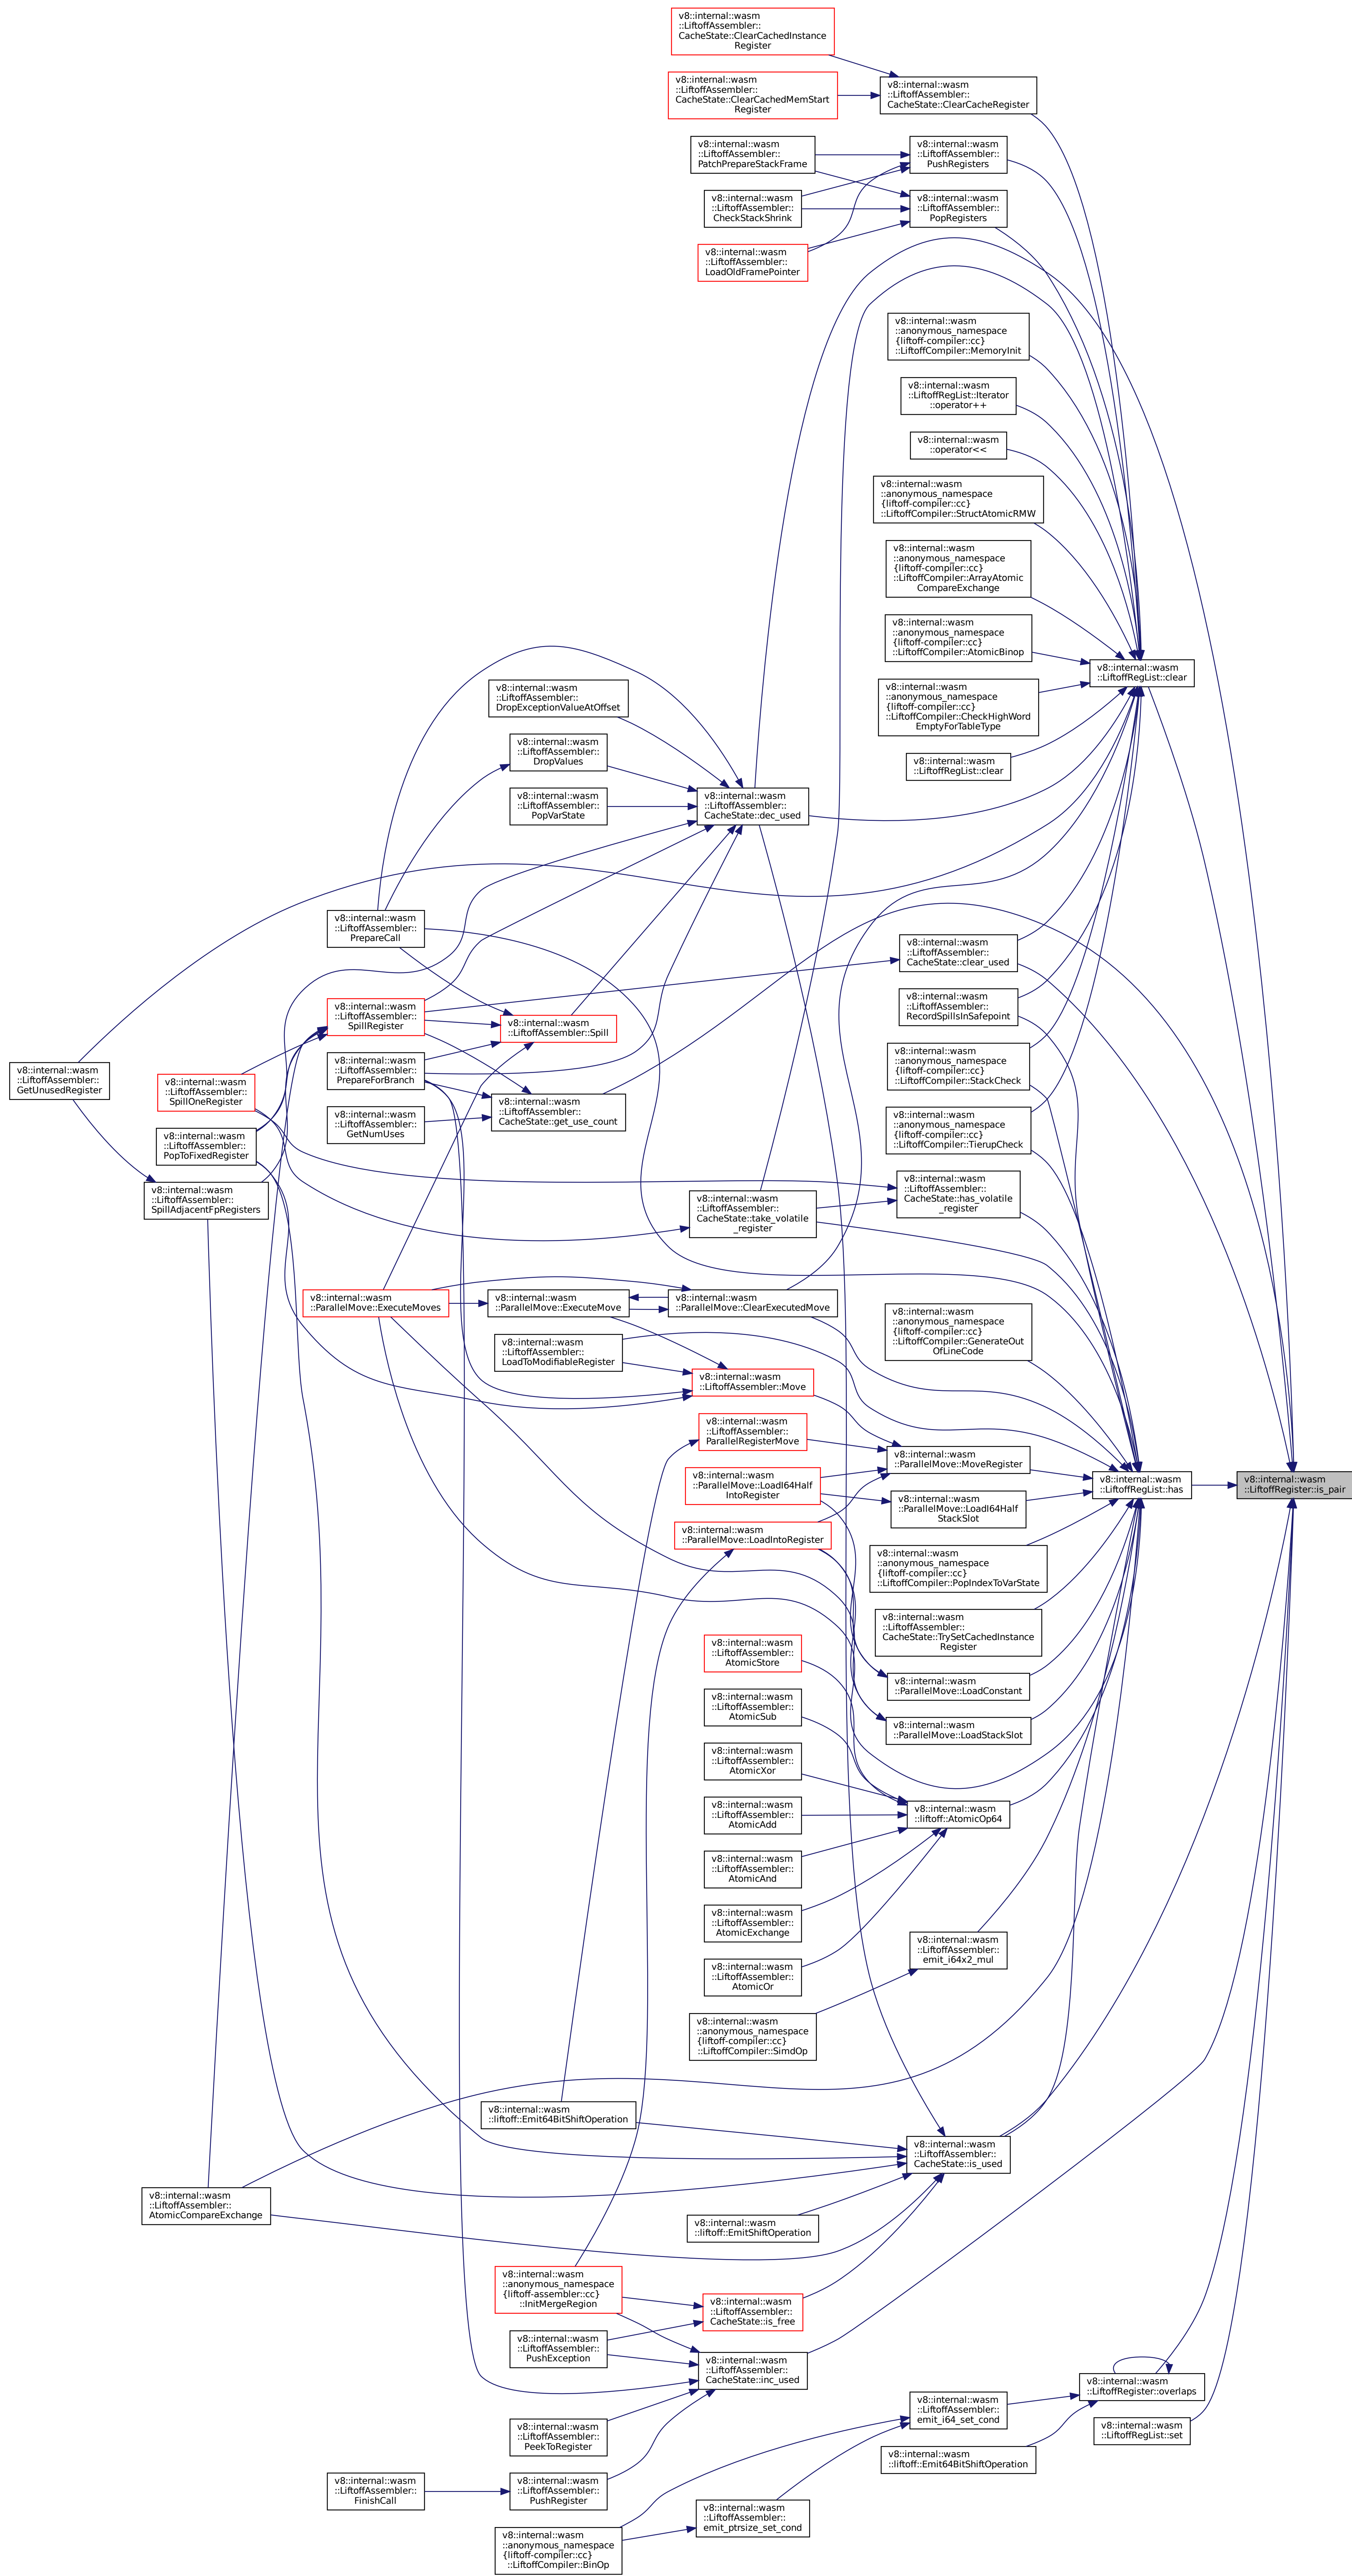 v8::internal::wasm
::LiftoffAssembler::
CacheState::ClearCachedInstance
Register
v8::internal::wasm
::LiftoffAssembler::
CacheState::ClearCachedMemStart
Register
v8::internal::wasm
::LiftoffAssembler::
CacheState::ClearCacheRegister
v8::internal::wasm
::LiftoffAssembler::
PatchPrepareStackFrame
v8::internal::wasm
::LiftoffAssembler::
PushRegisters
v8::internal::wasm
::LiftoffAssembler::
CheckStackShrink
v8::internal::wasm
::LiftoffAssembler::
PopRegisters
v8::internal::wasm
::LiftoffAssembler::
LoadOldFramePointer
v8::internal::wasm
::anonymous_namespace
{liftoff-compiler::cc}
::LiftoffCompiler::MemoryInit
v8::internal::wasm
::LiftoffRegList::Iterator
::operator++
v8::internal::wasm
::operator<<
v8::internal::wasm
::anonymous_namespace
{liftoff-compiler::cc}
::LiftoffCompiler::StructAtomicRMW
v8::internal::wasm
::anonymous_namespace
{liftoff-compiler::cc}
::LiftoffCompiler::ArrayAtomic
CompareExchange
v8::internal::wasm
::anonymous_namespace
{liftoff-compiler::cc}
::LiftoffCompiler::AtomicBinop
v8::internal::wasm
::LiftoffRegList::clear
v8::internal::wasm
::anonymous_namespace
{liftoff-compiler::cc}
::LiftoffCompiler::CheckHighWord
EmptyForTableType
v8::internal::wasm
::LiftoffAssembler::
DropExceptionValueAtOffset
v8::internal::wasm
::LiftoffAssembler::
DropValues
v8::internal::wasm
::LiftoffRegList::clear
v8::internal::wasm
::LiftoffAssembler::
PopVarState
v8::internal::wasm
::LiftoffAssembler::
CacheState::dec_used
v8::internal::wasm
::LiftoffAssembler::
PrepareCall
v8::internal::wasm
::LiftoffAssembler::
CacheState::clear_used
v8::internal::wasm
::LiftoffAssembler::
SpillRegister
v8::internal::wasm
::LiftoffAssembler::Spill
v8::internal::wasm
::LiftoffAssembler::
RecordSpillsInSafepoint
v8::internal::wasm
::LiftoffAssembler::
GetUnusedRegister
v8::internal::wasm
::LiftoffAssembler::
SpillOneRegister
v8::internal::wasm
::LiftoffAssembler::
PrepareForBranch
v8::internal::wasm
::anonymous_namespace
{liftoff-compiler::cc}
::LiftoffCompiler::StackCheck
v8::internal::wasm
::LiftoffAssembler::
PopToFixedRegister
v8::internal::wasm
::LiftoffAssembler::
GetNumUses
v8::internal::wasm
::LiftoffAssembler::
CacheState::get_use_count
v8::internal::wasm
::anonymous_namespace
{liftoff-compiler::cc}
::LiftoffCompiler::TierupCheck
v8::internal::wasm
::LiftoffAssembler::
SpillAdjacentFpRegisters
v8::internal::wasm
::LiftoffAssembler::
CacheState::take_volatile
_register
v8::internal::wasm
::LiftoffAssembler::
CacheState::has_volatile
_register
v8::internal::wasm
::ParallelMove::ExecuteMoves
v8::internal::wasm
::ParallelMove::ExecuteMove
v8::internal::wasm
::ParallelMove::ClearExecutedMove
v8::internal::wasm
::anonymous_namespace
{liftoff-compiler::cc}
::LiftoffCompiler::GenerateOut
OfLineCode
v8::internal::wasm
::LiftoffAssembler::
LoadToModifiableRegister
v8::internal::wasm
::LiftoffAssembler::Move
v8::internal::wasm
::LiftoffAssembler::
ParallelRegisterMove
v8::internal::wasm
::ParallelMove::MoveRegister
v8::internal::wasm
::ParallelMove::LoadI64Half
IntoRegister
v8::internal::wasm
::LiftoffRegList::has
v8::internal::wasm
::LiftoffRegister::is_pair
v8::internal::wasm
::ParallelMove::LoadI64Half
StackSlot
v8::internal::wasm
::ParallelMove::LoadIntoRegister
v8::internal::wasm
::anonymous_namespace
{liftoff-compiler::cc}
::LiftoffCompiler::PopIndexToVarState
v8::internal::wasm
::LiftoffAssembler::
CacheState::TrySetCachedInstance
Register
v8::internal::wasm
::LiftoffAssembler::
AtomicStore
v8::internal::wasm
::ParallelMove::LoadConstant
v8::internal::wasm
::LiftoffAssembler::
AtomicSub
v8::internal::wasm
::ParallelMove::LoadStackSlot
v8::internal::wasm
::LiftoffAssembler::
AtomicXor
v8::internal::wasm
::LiftoffAssembler::
AtomicAdd
v8::internal::wasm
::liftoff::AtomicOp64
v8::internal::wasm
::LiftoffAssembler::
AtomicAnd
v8::internal::wasm
::LiftoffAssembler::
AtomicExchange
v8::internal::wasm
::LiftoffAssembler::
AtomicOr
v8::internal::wasm
::LiftoffAssembler::
emit_i64x2_mul
v8::internal::wasm
::anonymous_namespace
{liftoff-compiler::cc}
::LiftoffCompiler::SimdOp
v8::internal::wasm
::liftoff::Emit64BitShiftOperation
v8::internal::wasm
::LiftoffAssembler::
CacheState::is_used
v8::internal::wasm
::LiftoffAssembler::
AtomicCompareExchange
v8::internal::wasm
::liftoff::EmitShiftOperation
v8::internal::wasm
::anonymous_namespace
{liftoff-assembler::cc}
::InitMergeRegion
v8::internal::wasm
::LiftoffAssembler::
CacheState::is_free
v8::internal::wasm
::LiftoffAssembler::
PushException
v8::internal::wasm
::LiftoffAssembler::
CacheState::inc_used
v8::internal::wasm
::LiftoffRegister::overlaps
v8::internal::wasm
::LiftoffAssembler::
emit_i64_set_cond
v8::internal::wasm
::LiftoffRegList::set
v8::internal::wasm
::LiftoffAssembler::
PeekToRegister
v8::internal::wasm
::liftoff::Emit64BitShiftOperation
v8::internal::wasm
::LiftoffAssembler::
FinishCall
v8::internal::wasm
::LiftoffAssembler::
PushRegister
v8::internal::wasm
::LiftoffAssembler::
emit_ptrsize_set_cond
v8::internal::wasm
::anonymous_namespace
{liftoff-compiler::cc}
::LiftoffCompiler::BinOp